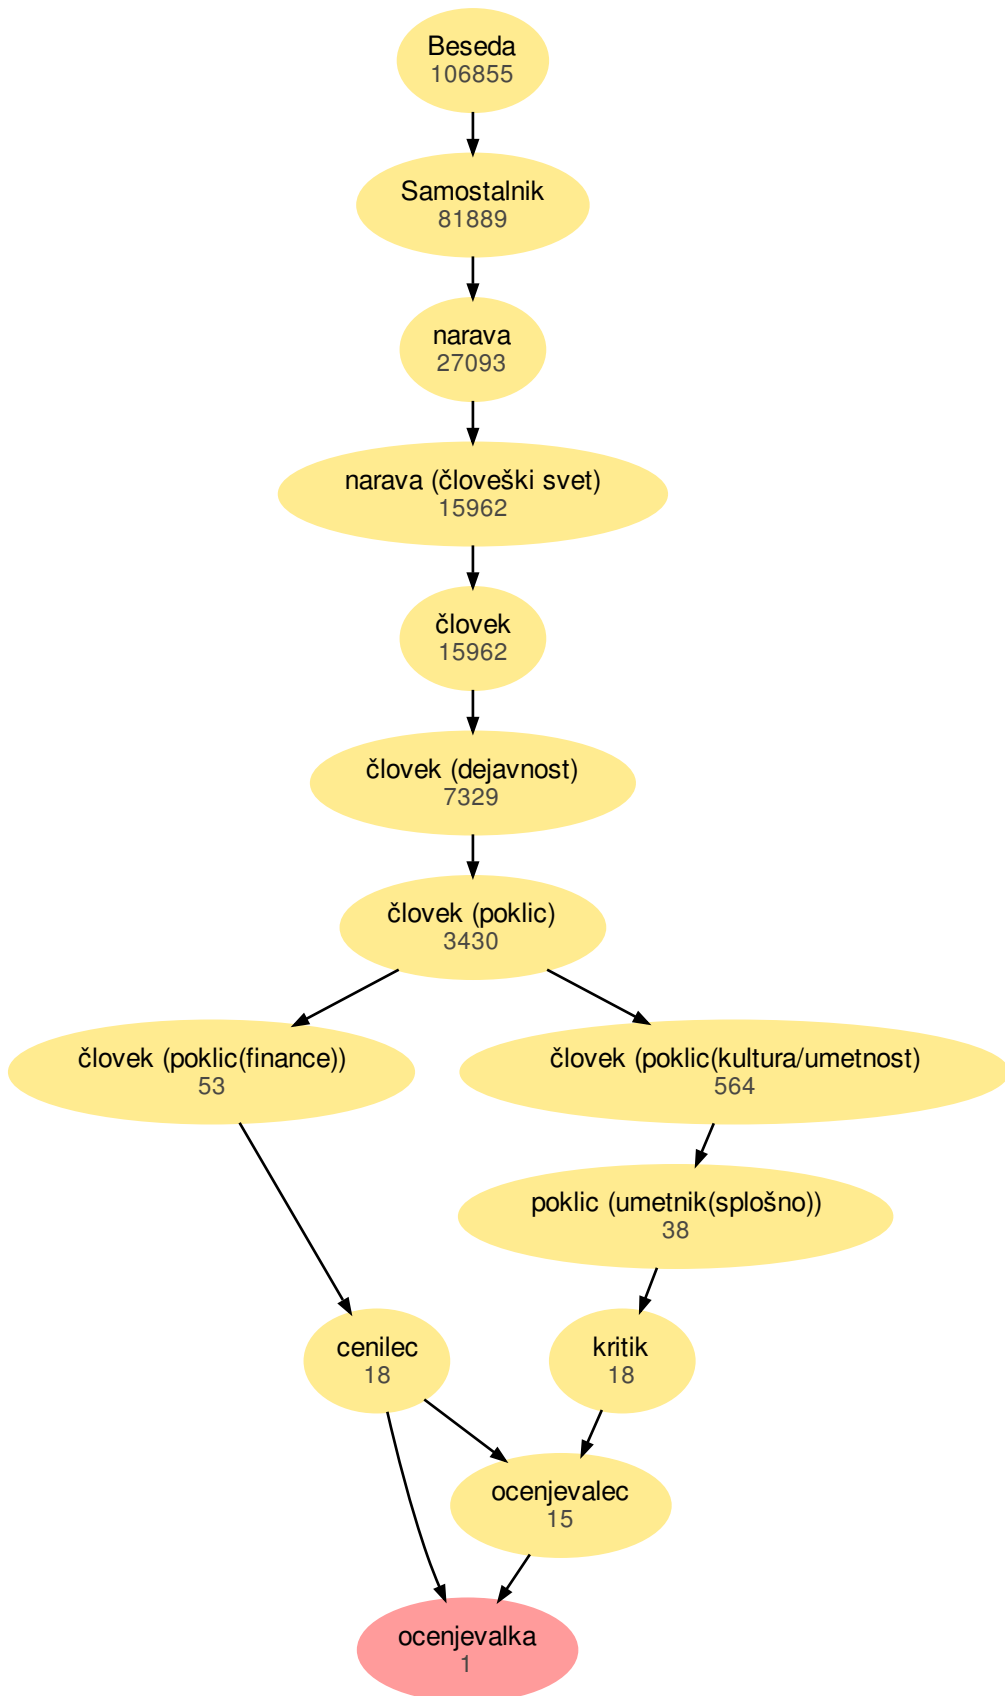 Beseda
106855
Samostalnik
81889
narava
27093
narava (človeški svet)
15962
človek
15962
človek (dejavnost)
7329
človek (poklic)
3430
človek (poklic(finance))
53
človek (poklic(kultura/umetnost)
564
poklic (umetnik(splošno))
38
cenilec
18
kritik
18
ocenjevalec
15
ocenjevalka
1